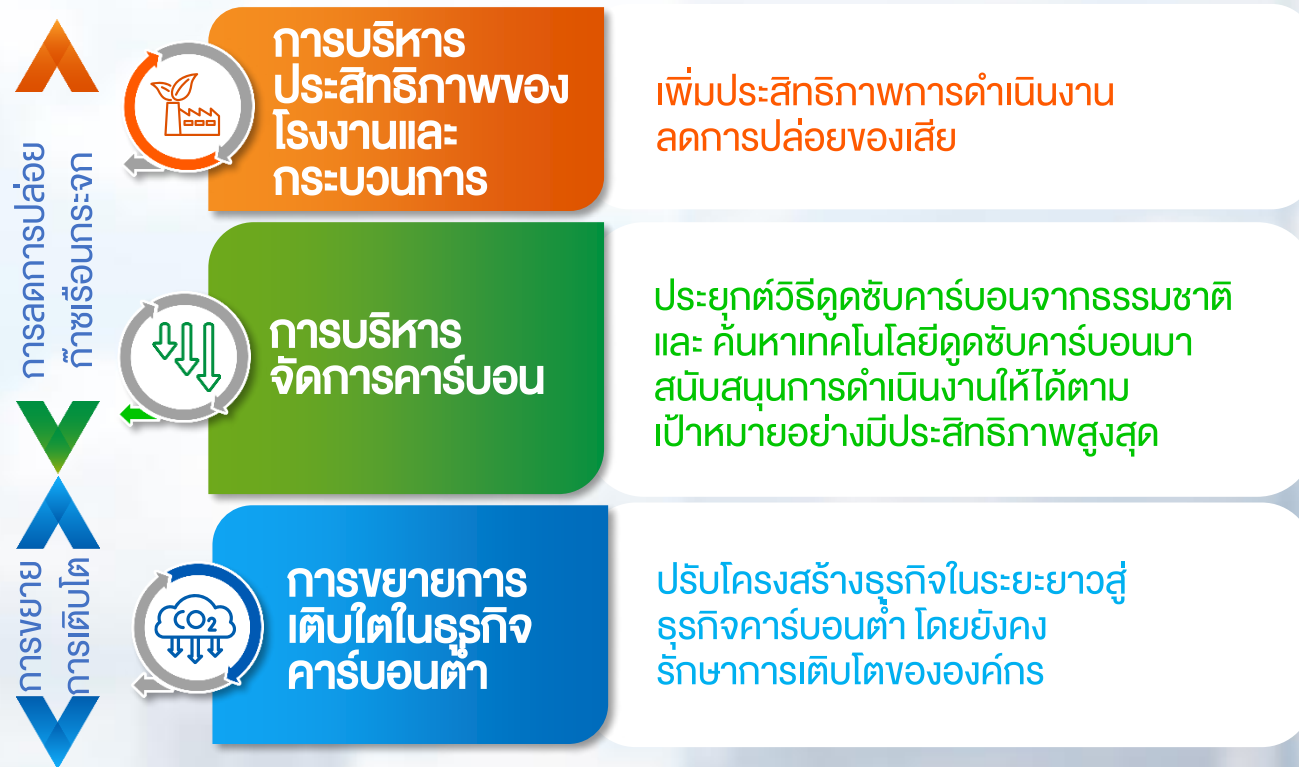 การลดการปล่อย
ก๊าซเรือนกระจก
การบริหาร
ประสิทธิภาพของ
โรงงานและ
กระบวนการ
เพิ่มประสิทธิภาพการดำเนินงาน
ลดการปล่อยของเสีย
การบริหาร
จัดการคาร์บอน
ประยุกต์วิธีดูดซับคาร์บอนจากธรรมชาติ
และ ค้นหาเทคโนโลยีดูดซับคาร์บอนมา
สนับสนุนการดำเนินงานให้ได้ตาม
เป้าหมายอย่างมีประสิทธิภาพสูงสุด
การขยาย
การเติบโต
CO2
การขยายการ
เติบใตในธุรกิจ
คาร์บอนต่ำ
ปรับโครงสร้างธุรกิจในระยะยาวสู่
ธุรกิจคาร์บอนต่ำ โดยยังคง
รักษาการเติบโตขององค์กร